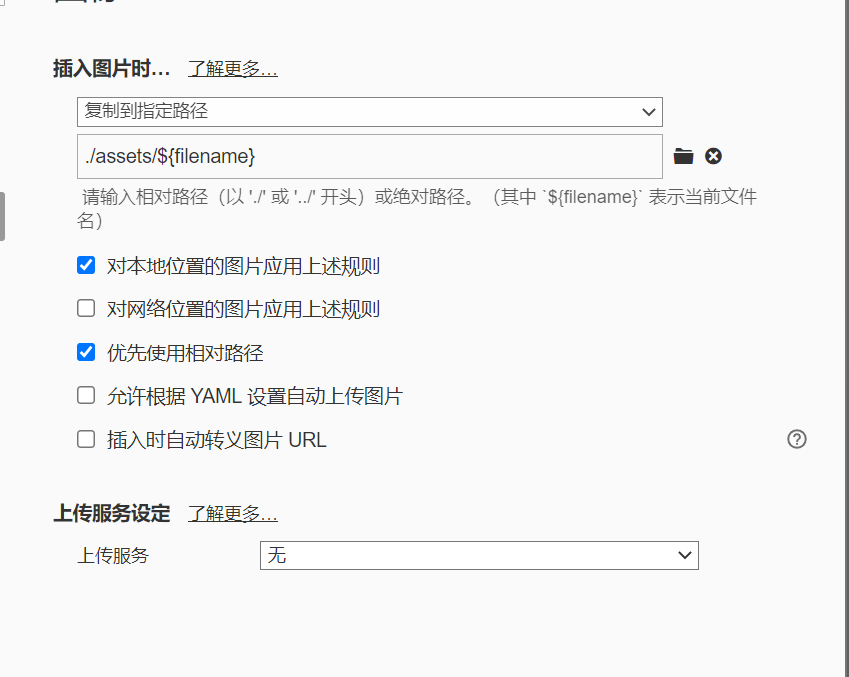 插入图片时… 了解更多…
复制到指定路径
./assets/${filename}
请输入相对路径（以 './' 或 '../' 开头）或绝对路径。（其中 `${filename}` 表示当前文件
名）
对本地位置的图片应用上述规则
对网络位置的图片应用上述规则
优先使用相对路径
允许根据 YAML 设置自动上传图片
插入时自动转义图片 URL
上传服务设定 了解更多…
上传服务 无